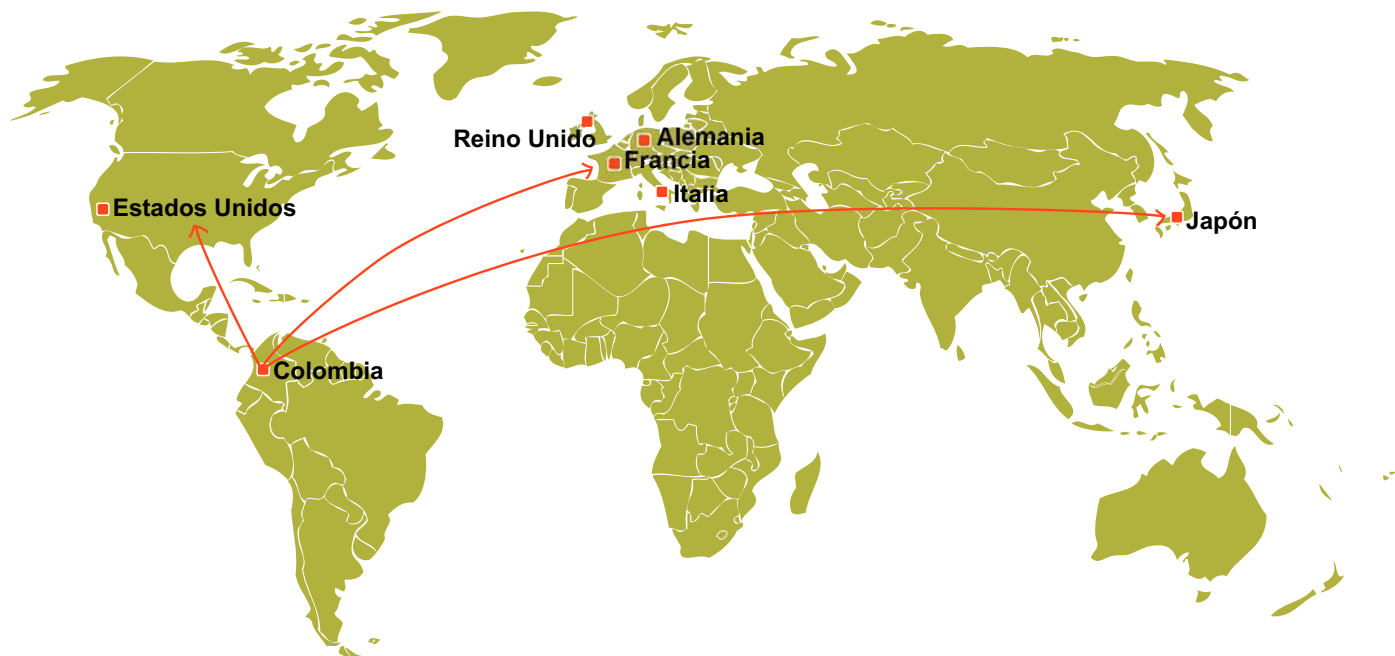 Reino Unido
Alemania
Francia
Italia
Estados Unidos
Japón
Colombia